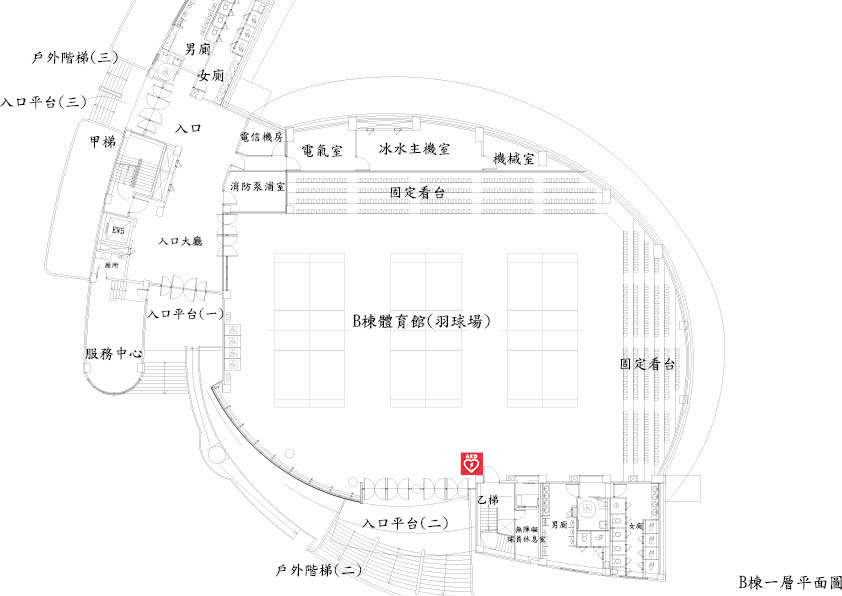 男廁
戶外階梯(三)
女廁
入口平台(三)
入口
電信機房
甲梯
電氣室
冰水主機室
機械室
消防泵浦室
固定看台
EV5
入口大廳
廁所
入口平台(一)
B棟體育館(羽球場)
服務中心
固定看台
AED
乙梯
入口平台(二)
無障礙
球員休息室
男廁
女廁
戶外階梯(二)
B棟一層平面圖